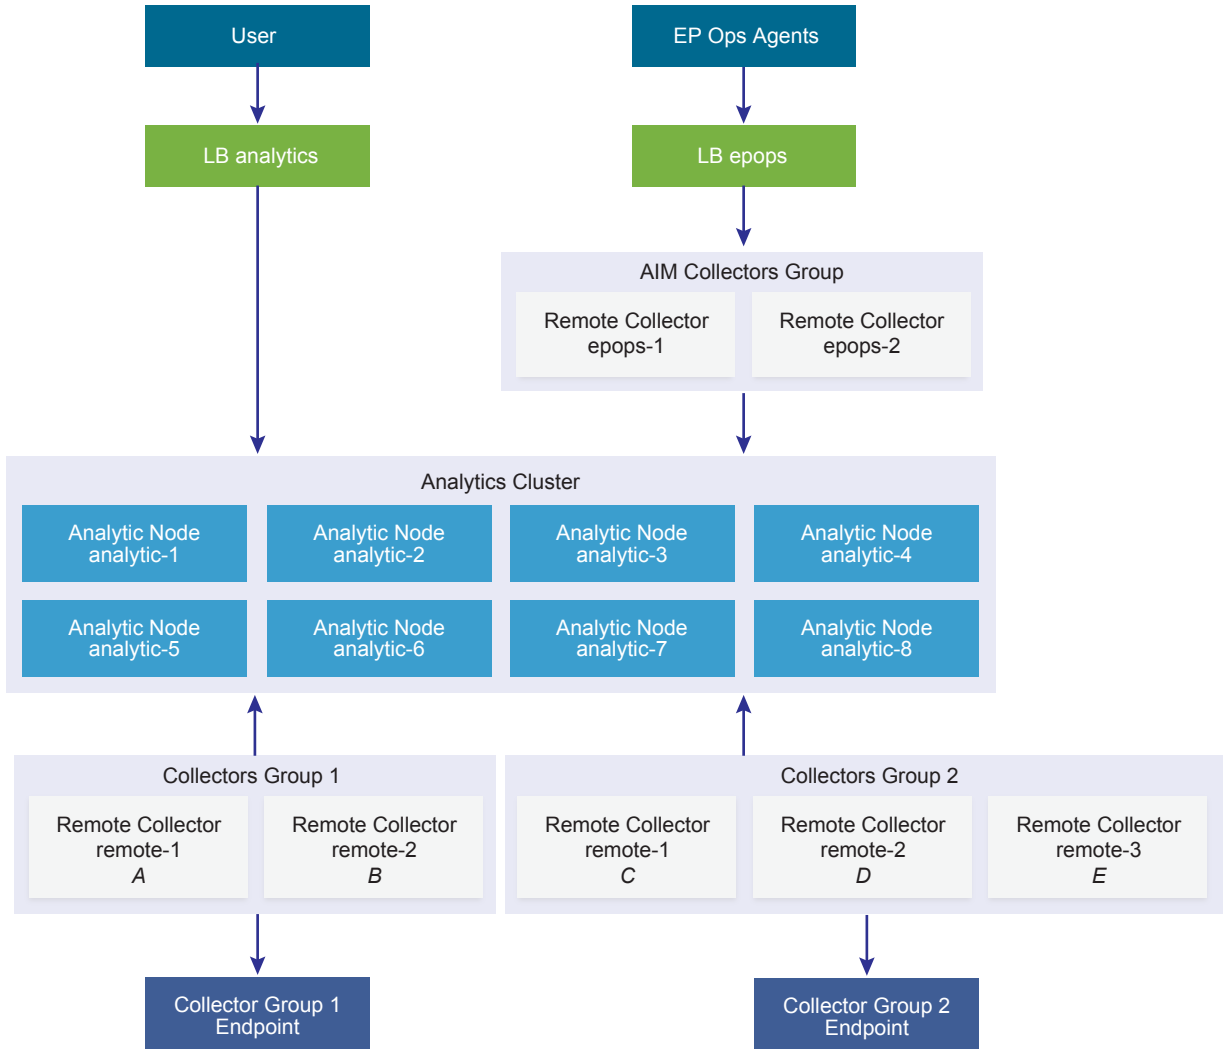 User
EP Ops Agents
LB analytics
LB epops
AIM Collectors Group
Remote Collector
epops-1
Remote Collector
epops-2
Analytics Cluster
Analytic Node
analytic-1
Analytic Node
analytic-2
Analytic Node
analytic-3
Analytic Node
analytic-4
Analytic Node
analytic-5
Analytic Node
analytic-6
Analytic Node
analytic-7
Analytic Node
analytic-8
Collectors Group 1
Remote Collector
remote-1
A
Remote Collector
remote-2
B
Collectors Group 2
Remote Collector
remote-1
C
Remote Collector
remote-2
D
Remote Collector
remote-3
E
Collector Group 1
Endpoint
Collector Group 2
Endpoint